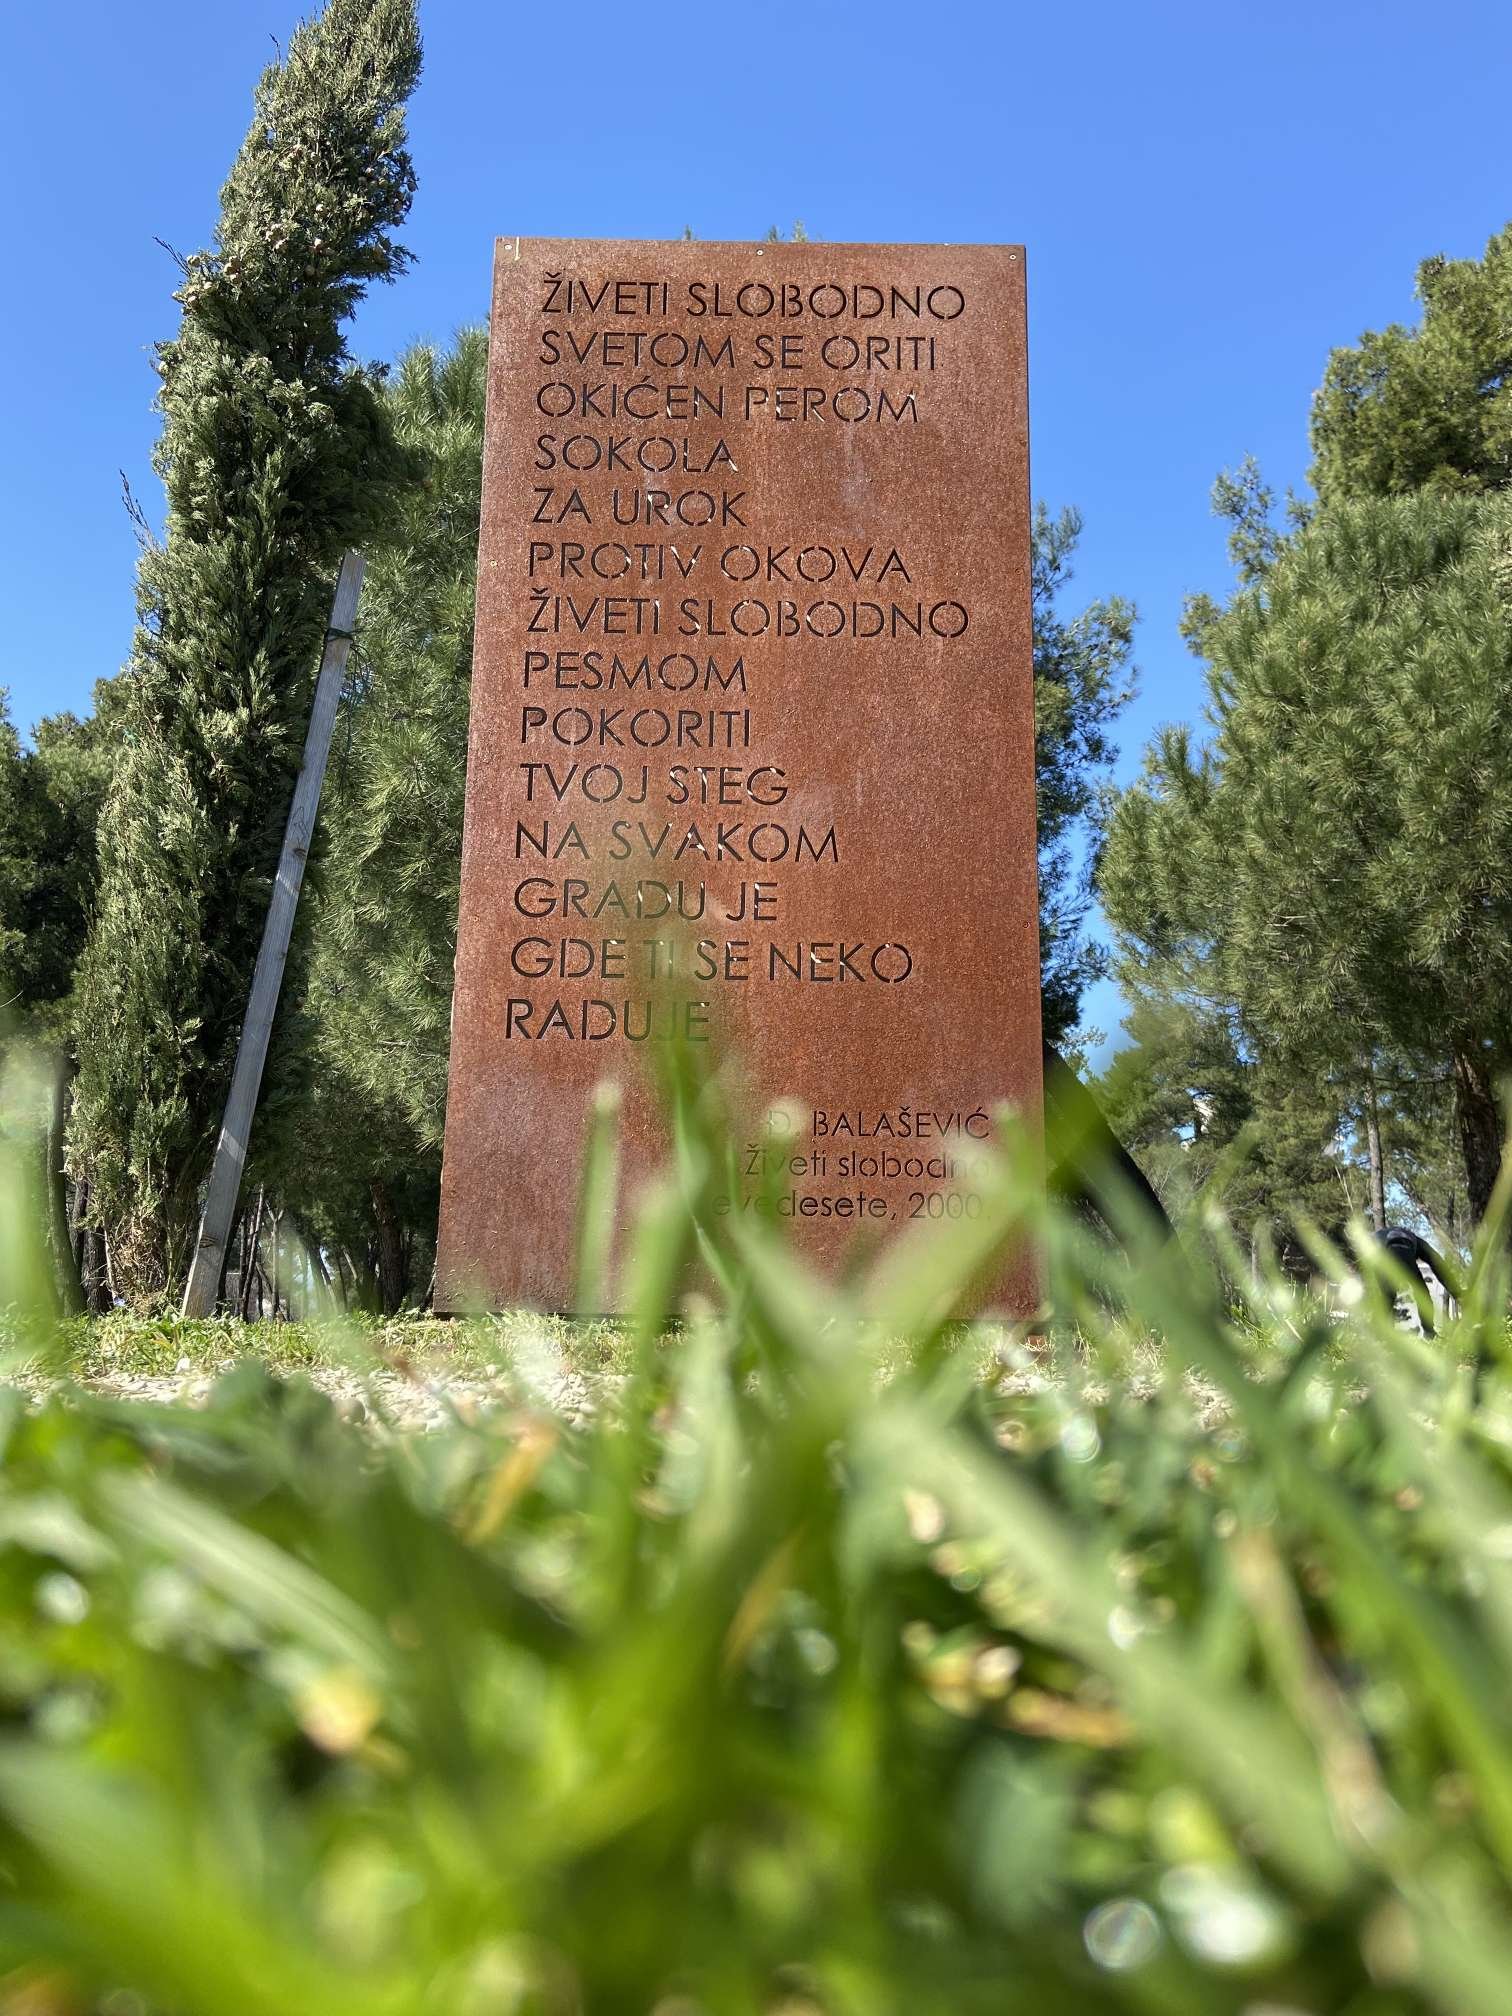 ŽIVETI SLOBODNO
SVETOM SE ORITI
OKIĆEN PEROM
SOKOLA
ZA UROK
PROTIV OKOVA
ŽIVETI SLOBODNO
PESMOM
POKORITI
TVOJ STEG
NA SVAKOM
GRADU JE
GDE TI SE NEKO
RADUJE
Đ. BALAŠEVIĆ
Živeti slobodno
2000.